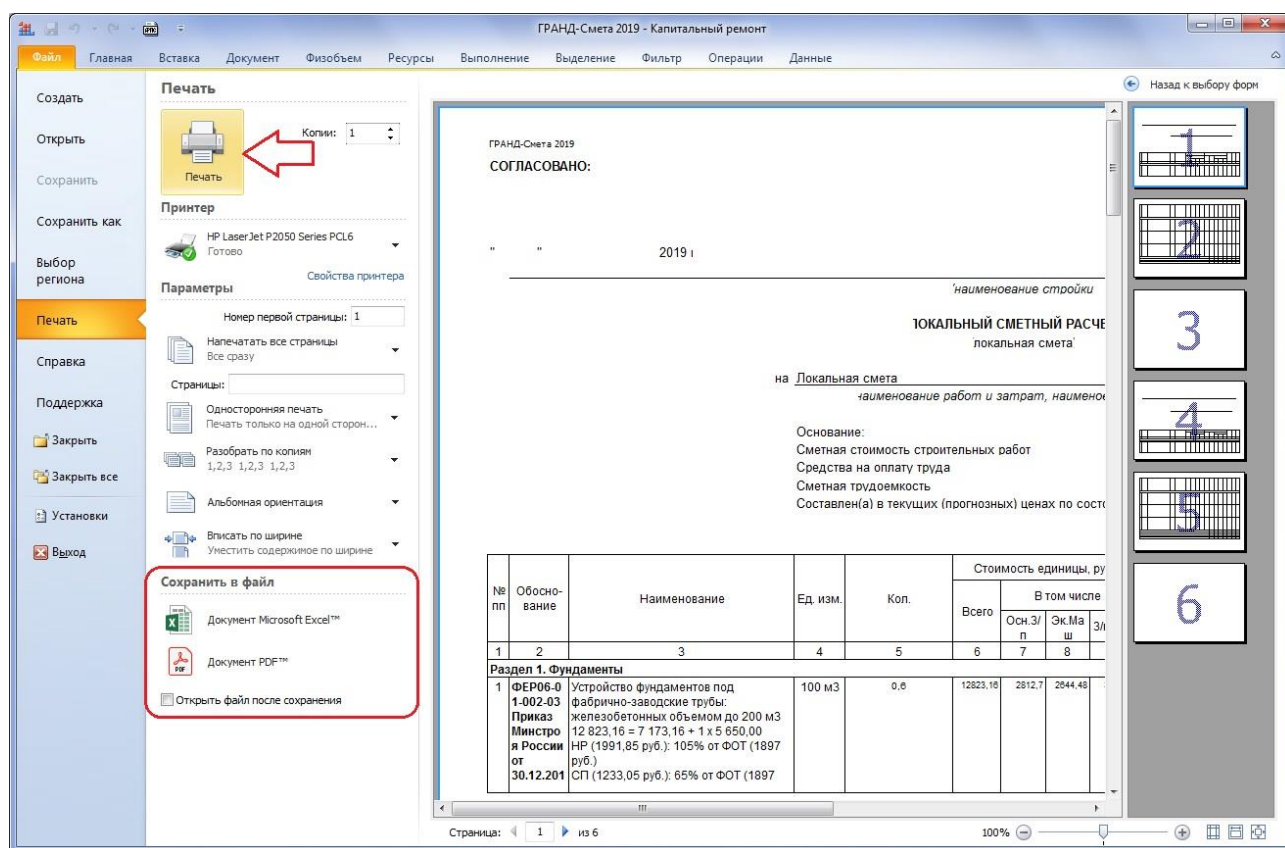 ГРАНД-Смета 2019 - Капитальный ремонт
Файл Главная Вставка Документ Физобъем Ресурсы Выполнение Выделение Фильтр Операции Данные
Создать
Открыть
Сохранить
Сохранить как
Выбор
региона
Печать
Справка
Поддержка
Закрыть
Закрыть все
Установки
Выход
Печать
Копии: 1
Печать
Принтер
HP LaserJet P2050 Series PCL6
Готово
Свойства принтера
Параметры
Номер первой страницы: 1
Напечатать все страницы
Все сразу
Страницы:
Односторонняя печать
Печать только на одной сторон...
Разобрать по копиям
1,2,3 1,2,3 1,2,3
Альбомная ориентация
Вписать по ширине
Уместить содержимое по ширине
Сохранить в файл
Документ Microsoft Excel™
Документ PDF™
Открыть файл после сохранения
Назад к выбору форм
ГРАНД-Смета 2019
СОГЛАСОВАНО:
" " 2019 г
наименование стройки
ЛОКАЛЬНЫЙ СМЕТНЫЙ РАСЧЕ
локальная смета
на Локальная смета
наименование работ и затрат, наимено
Основание:
Сметная стоимость строительных работ
Средства на оплату труда
Сметная трудоемкость
Составлен(а) в текущих (прогнозных) ценах по состо
№ пп Обосно-вание Наименование Ед. изм. Кол. Стоимость единицы, ру
Всего В том числе
Осн.З/п Эк.Маш З/
1 2 3 4 5 6 7 8
Раздел 1. Фундаменты
1 ФЕР06-0 Устройство фундаментов под 100 м3 0,6 12823,16 2812,7 2644,48
1-002-03 фабрично-заводские трубы:
Приказ железобетонных объемом до 200 м3
Минстро 12 823,16 = 7 173,16 + 1 x 5 650,00
я России НР (1991,85 руб.): 105% от ФОТ (1897
от руб.)
30.12.201 СП (1233,05 руб.): 65% от ФОТ (1897
1
2
3
4
5
6
Страница: 1 из 6
100%